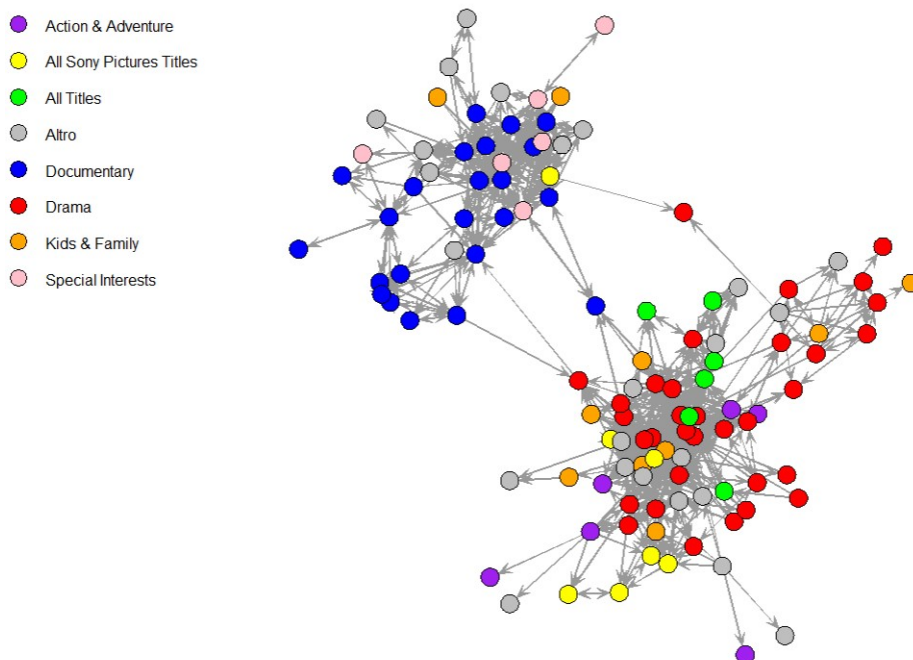 Action & Adventure
All Sony Pictures Titles
All Titles
Altro
Documentary
Drama
Kids & Family
Special Interests